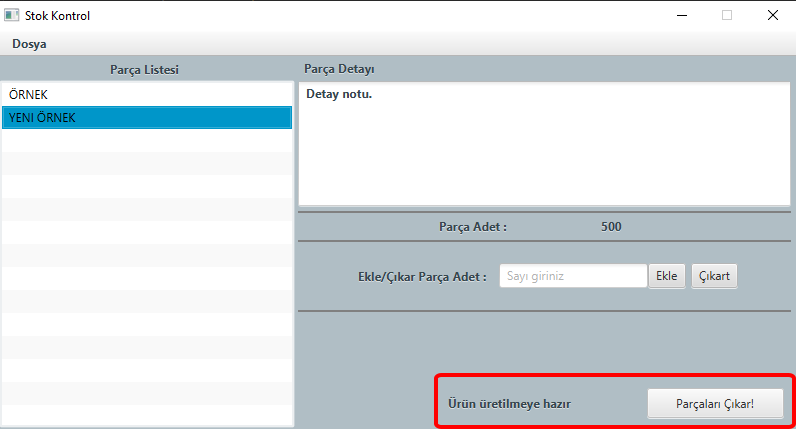 Stok Kontrol
Dosya
Parça Listesi
ÖRNEK
YENI ÖRNEK
Parça Detayı
Detay notu.
Parça Adet : 500
Ekle/Çıkar Parça Adet : Sayı giriniz Ekle Çıkart
Ürün üretilmeye hazır Parçaları Çıkar!